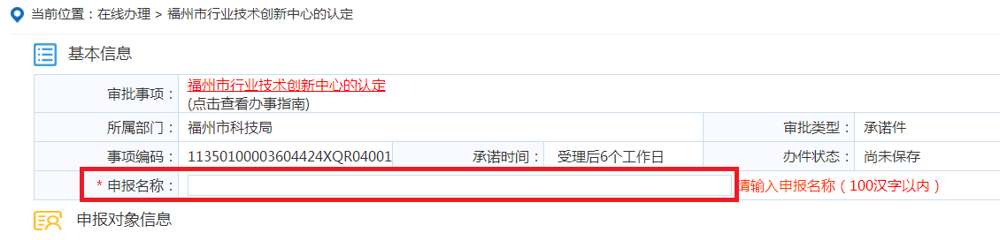 当前位置：在线办理 > 福州市行业技术创新中心的认定
基本信息
审批事项： 福州市行业技术创新中心的认定
(点击查看办事指南)
所属部门： 福州市科技局 审批类型： 承诺件
事项编码： 11350100003604424XQR04001 承诺时间： 受理后6个工作日 办件状态： 尚未保存
* 申报名称： 请输入申报名称（100汉字以内）
申报对象信息